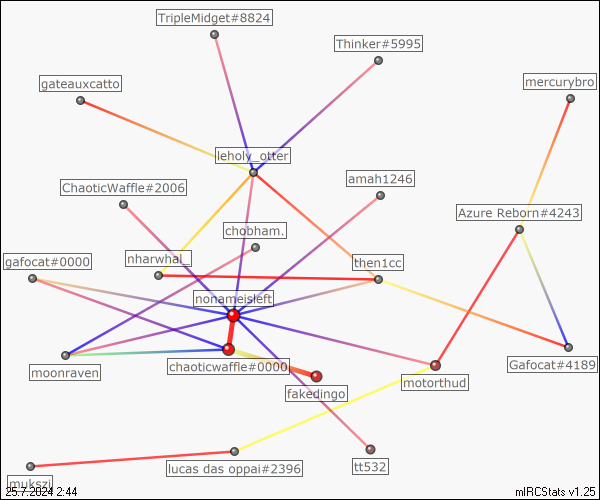 TripleMidget#8824
Thinker#5995
gateauxcatto
mercurybro
leholy_otter
ChaoticWaffle#2006
amah1246
Azure Reborn#4243
chobham.
gafocat#0000
nharwhal_
then1cc
nonameisleft
moonraven
chaoticwaffle#0000
Gafocat#4189
motorthud
fakedingo
lucas das oppai#2396
tt532
mukszi
25.7.2024 2:44
mIRCStats v1.25